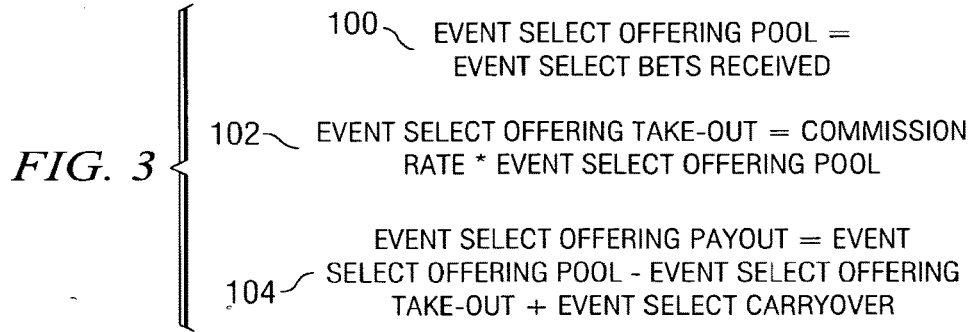 100
EVENT SELECT OFFERING POOL =
EVENT SELECT BETS RECEIVED
102
EVENT SELECT OFFERING TAKE-OUT = COMMISSION
RATE * EVENT SELECT OFFERING POOL
FIG. 3
EVENT SELECT OFFERING PAYOUT = EVENT
104
SELECT OFFERING POOL - EVENT SELECT OFFERING
TAKE-OUT + EVENT SELECT CARRYOVER